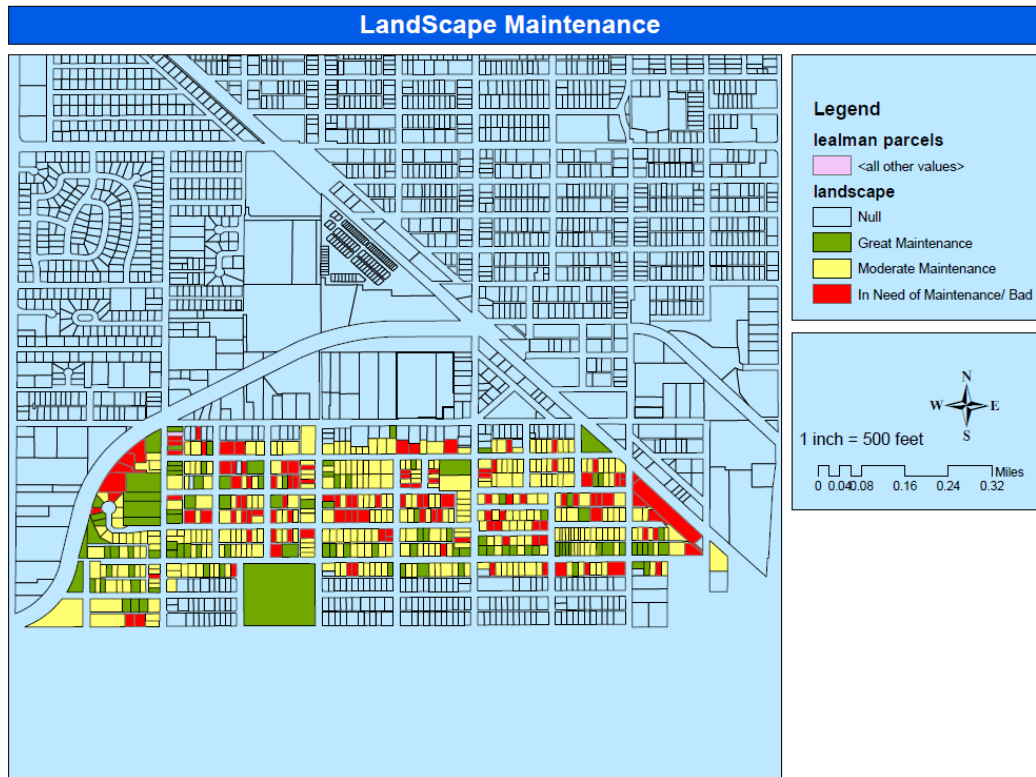 LandScape Maintenance
Legend
lealman parcels
<all other values>
landscape
Null
Great Maintenance
Moderate Maintenance
In Need of Maintenance/ Bad
N
W E
S
1 inch = 500 feet
Miles
0 0.04 0.08 0.16 0.24 0.32